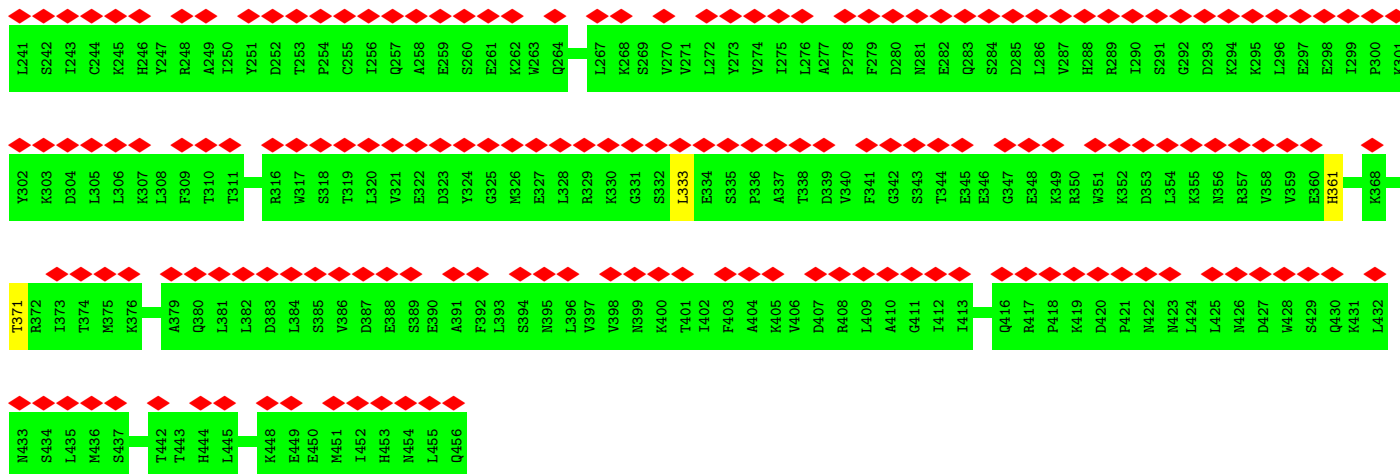 L241 S242 I243 C244 K245 H246 Y247 R248 A249 I250 Y251 D252 T253 P254 C255 I256 Q257 A258 E259 S260 E261 K262 W263 Q264 L267 K268 S269 V270 V271 L272 Y273 V274 I275 L276 A277 P278 F279 D280 N281 E282 Q283 S284 D285 L286 V287 H288 R289 I290 S291 G292 D293 K294 K295 L296 E297 E298 I299 P300 K301
Y302 K303 D304 L305 L306 K307 L308 F309 T310 T311 R316 W317 S318 T319 L320 V321 E322 D323 Y324 G325 M326 E327 L328 R329 K330 G331 S332 L333 E334 S335 P336 A337 T338 D339 V340 F341 G342 S343 T344 E345 E346 G347 E348 K349 R350 W351 K352 D353 L354 K355 N356 R357 V358 V359 E360 H361 K368
T371 R372 I373 T374 M375 K376 A379 Q380 L381 L382 D383 L384 S385 V386 D387 E388 S389 E390 A391 F392 L393 S394 N395 L396 V397 V398 N399 K400 T401 I402 F403 A404 K405 V406 D407 R408 L409 A410 G411 I412 I413 Q416 R417 P418 K419 D420 P421 N422 N423 L424 L425 N426 D427 W428 S429 Q430 K431 L432
N433 S434 L435 M436 S437 T442 T443 H444 L445 K448 E449 E450 M451 I452 H453 N454 L455 Q456